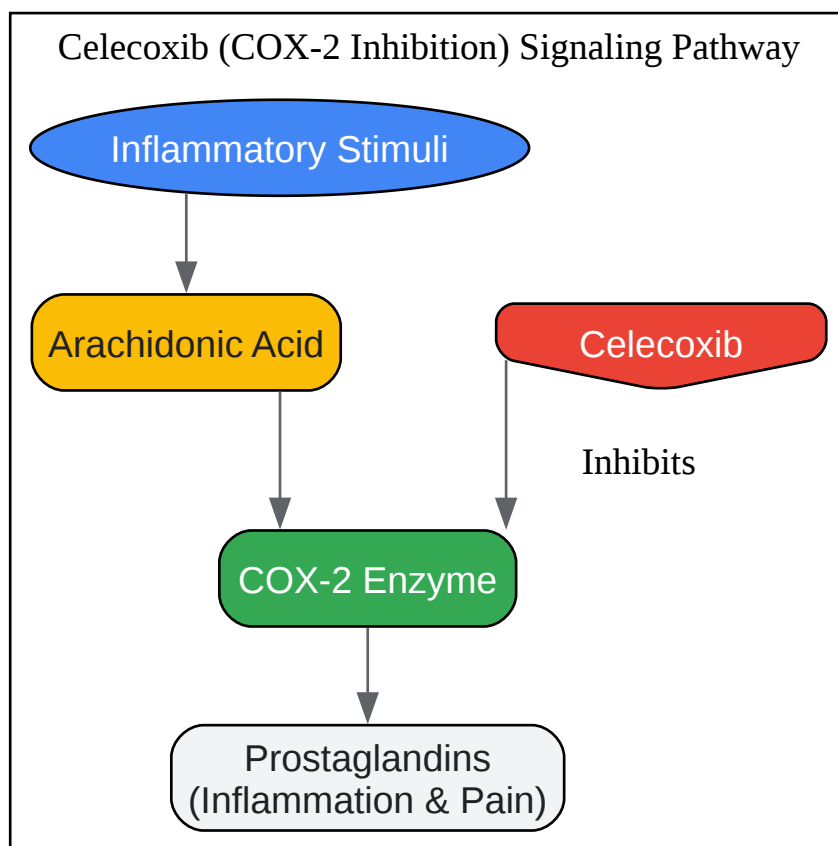 Celecoxib (COX-2 Inhibition) Signaling Pathway
Inflammatory Stimuli
Arachidonic Acid
Celecoxib
Inhibits
COX-2 Enzyme
Prostaglandins
(Inflammation & Pain)